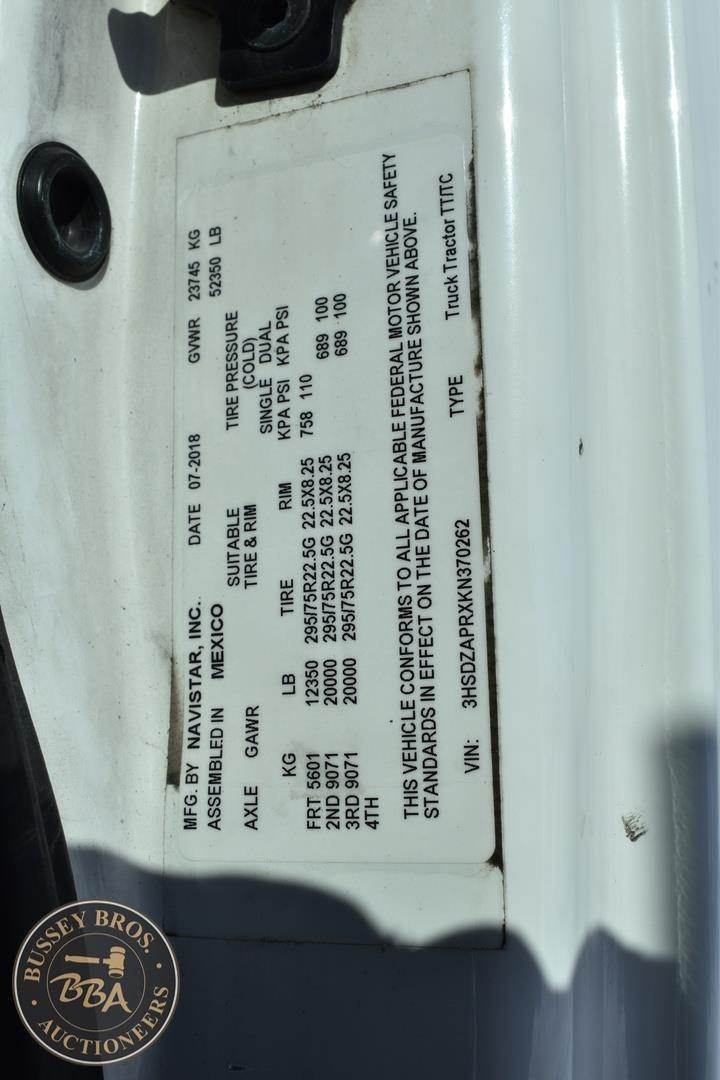 MFG. BY NAVISTAR, INC. DATE 07-2018 GVWR 23745 KG
ASSEMBLED IN MEXICO 52350 LB
SUITABLE TIRE PRESSURE
AXLE GAWR TIRE & RIM (COLD)
SINGLE DUAL
KG LB TIRE RIM KPA PSI KPA PSI
FRT 5601 12350 295/75R22.5G 22.5X8.25 758 110
2ND 9071 20000 295/75R22.5G 22.5X8.25 689 100
3RD 9071 20000 295/75R22.5G 22.5X8.25 689 100
4TH
THIS VEHICLE CONFORMS TO ALL APPLICABLE FEDERAL MOTOR VEHICLE SAFETY
STANDARDS IN EFFECT ON THE DATE OF MANUFACTURE SHOWN ABOVE.
VIN: 3HSDZAPRXKN370262 TYPE Truck Tractor TT/TC
BUSSEY BROS.
BBA
AUCTIONEERS